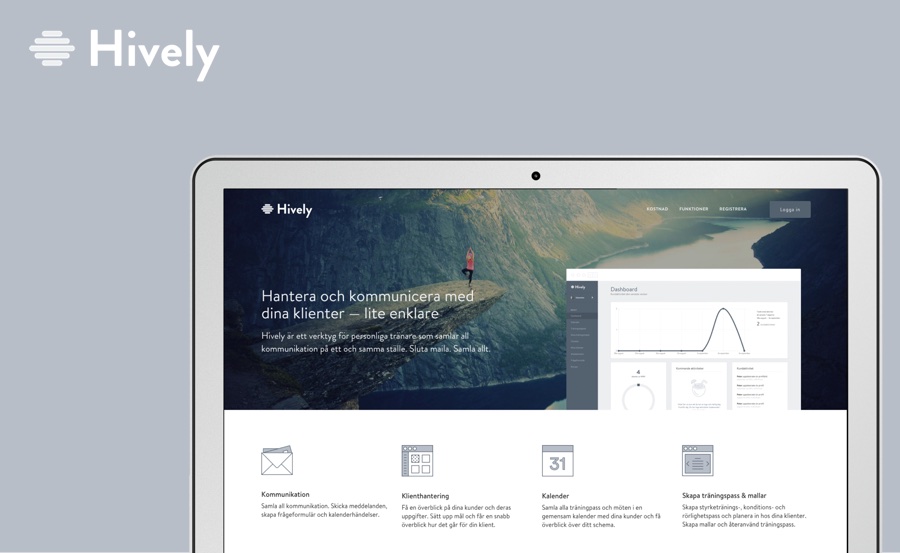 Hively
Hively
KOSTNAD FUNKTIONER REGISTRERA Logga in
Hantera och kommunicera med
dina klienter — lite enklare
Hively är ett verktyg för personliga tränare som samlar all
kommunikation på ett och samma ställe. Sluta maila. Samla allt.
Hively
Dashboard
4
31
Kommunikation
Samla all kommunikation. Skicka meddelanden,
skapa frågeformulär och kalenderhändelser.
Klienthantering
Få en överblick på dina kunder och deras
uppgifter. Sätt upp mål och får en snabb
överblick hur det går för din klient.
Kalender
Samla alla träningspass och möten i en
gemensam kalender med dina kunder och få
överblick över ditt schema.
Skapa träningspass & mallar
Skapa styrketränings-, konditions- och
rörlighetspass och planera in hos dina klienter.
Skapa mallar och återanvänd träningspass.